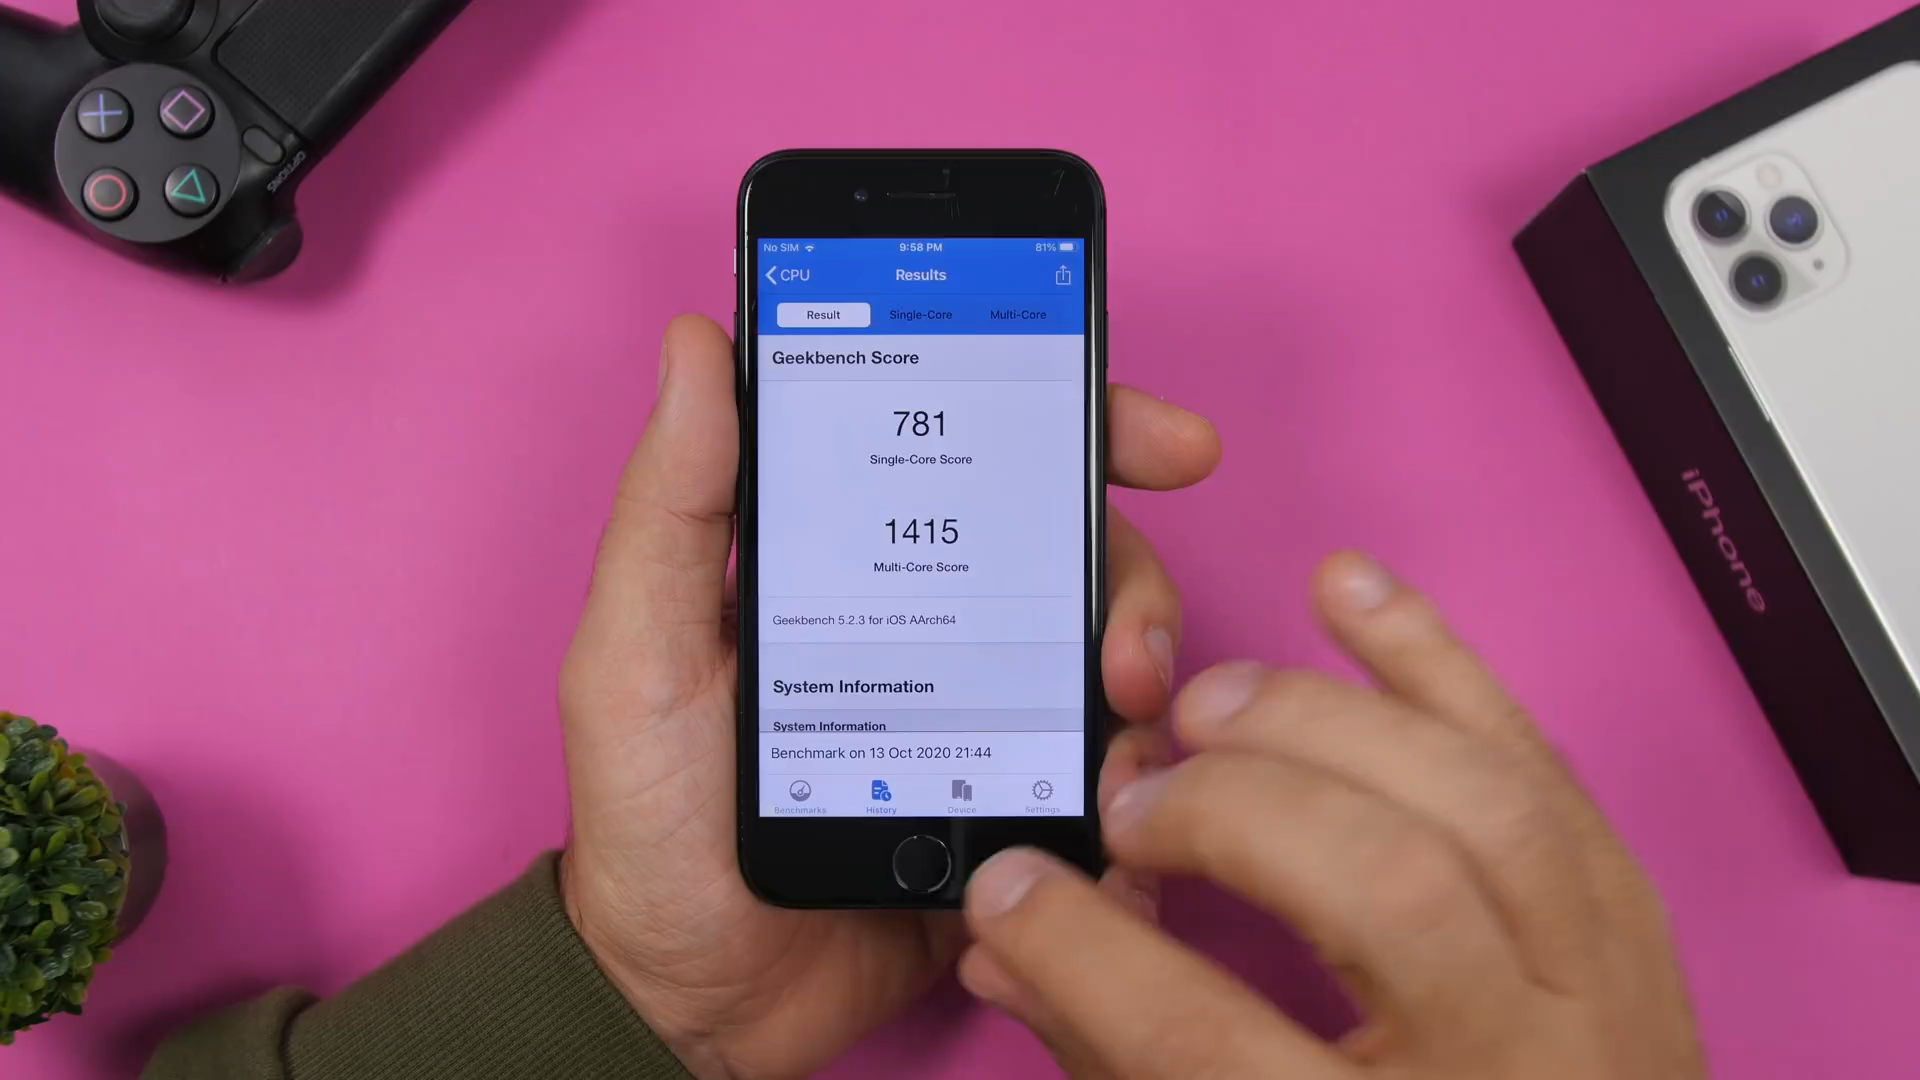 OPTIONS
No SIM 9:58 PM 81%
CPU Results
Result Single-Core Multi-Core
Geekbench Score
781
Single-Core Score
1415
Multi-Core Score
Geekbench 5.2.3 for iOS AArch64
System Information
System Information
Benchmark on 13 Oct 2020 21:44
Benchmarks History Device Settings
iPhone